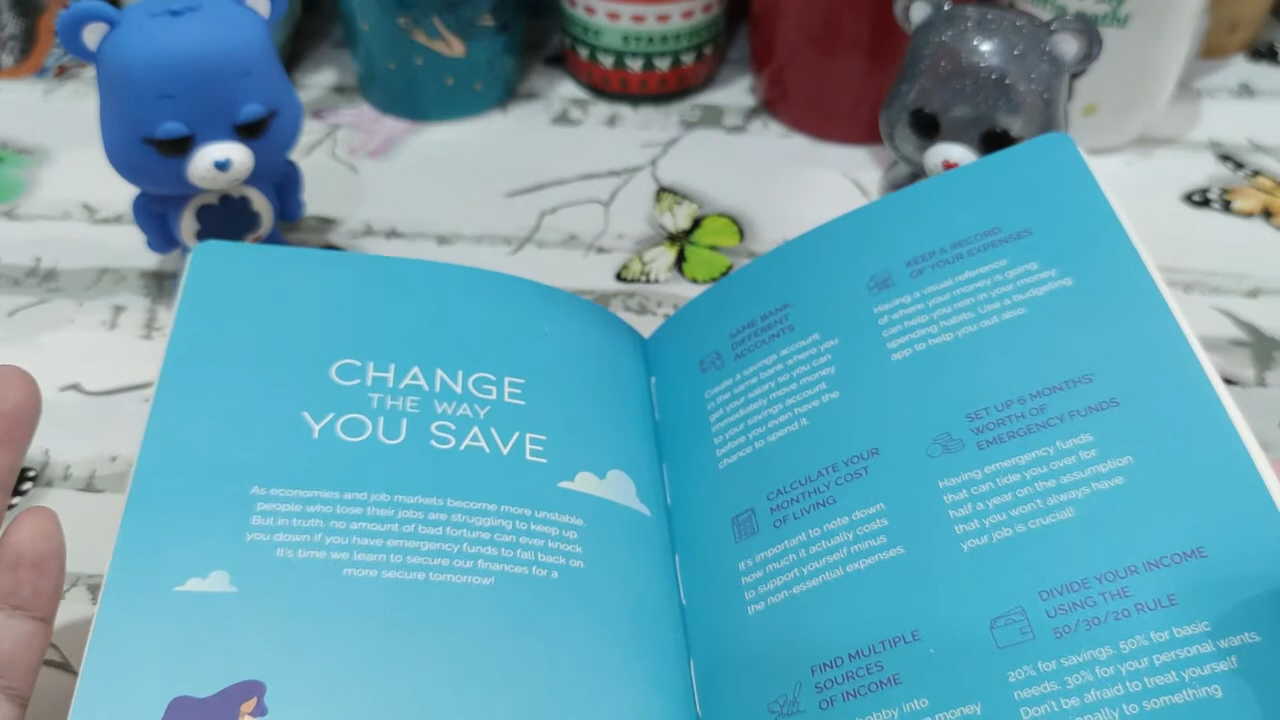 STARBU
CHANGE
THE WAY
YOU SAVE
As economies and job markets become more unstable,
people who lose their jobs are struggling to keep up.
But in truth, no amount of bad fortune can ever knock
you down if you have emergency funds to fall back on.
It's time we learn to secure our finances for a
more secure tomorrow!
SAME BANK
DIFFERENT
ACCOUNTS
Create a savings account
in the same bank where you
get your salary so you can
immediately move money
to your savings account
before you even have the
chance to spend it.
CALCULATE YOUR
MONTHLY COST
OF LIVING
It's important to note down
how much it actually costs
to support yourself minus
the non-essential expenses.
FIND MULTIPLE
SOURCES
OF INCOME
hobby into
money
KEEP A RECORD
OF YOUR EXPENSES
Having a visual reference
of where your money is going
can help you rein in your money
spending habits. Use a budgeting
app to help you out also.
SET UP 6 MONTHS'
WORTH OF
EMERGENCY FUNDS
Having emergency funds
that can tide you over for
half a year on the assumption
that you won't always have
your job is crucial!
DIVIDE YOUR INCOME
USING THE
50/30/20 RULE
20% for savings, 50% for basic
needs, 30% for your personal wants.
Don't be afraid to treat yourself
ionally to something